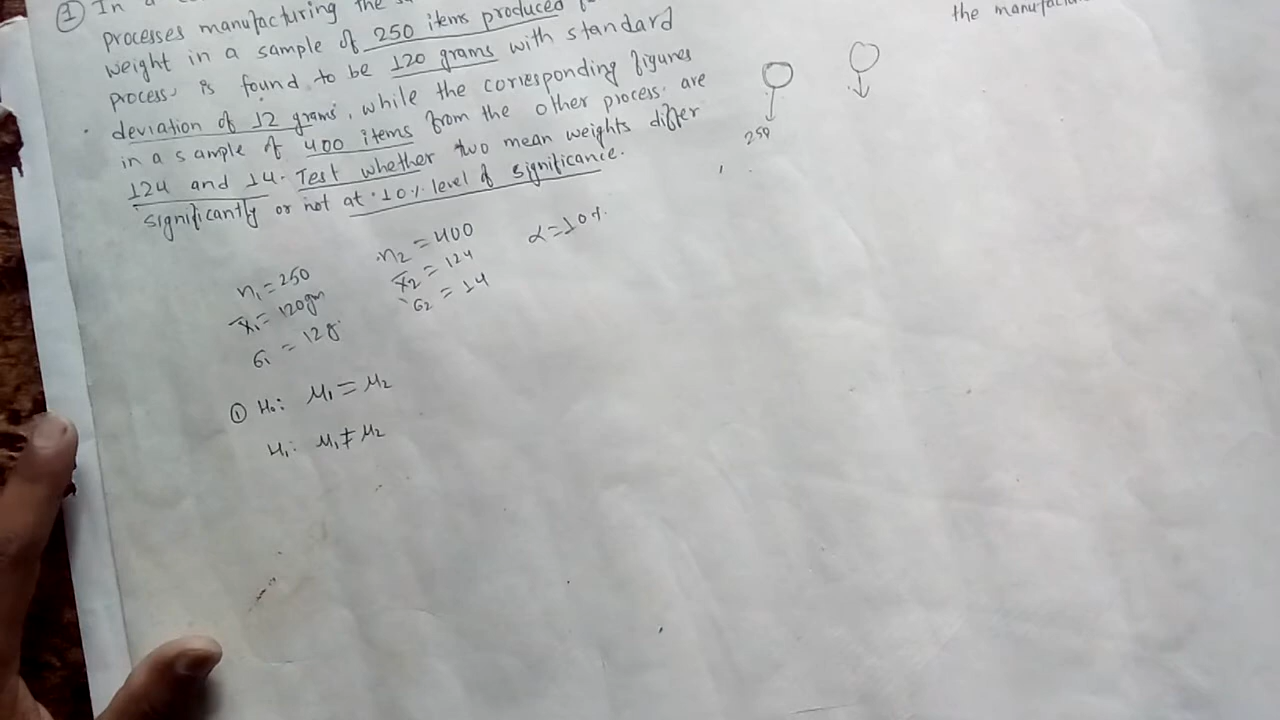 ① In a
processes manufacturing the
weight in a sample of 250 items produced
process is found to be 120 grams with standard
deviation of 12 grams, while the corresponding figures
in a sample of 400 items from the other process are
124 and 14. Test whether two mean weights differ
significantly or not at 10% level of significance.
the
250
n₁ = 250
x̄₁ = 120gm
σ₁ = 12g.
n₂ = 400
x̄₂ = 124
σ₂ = 14
α = 10%.
① H₀: μ₁ = μ₂
H₁: μ₁ ≠ μ₂